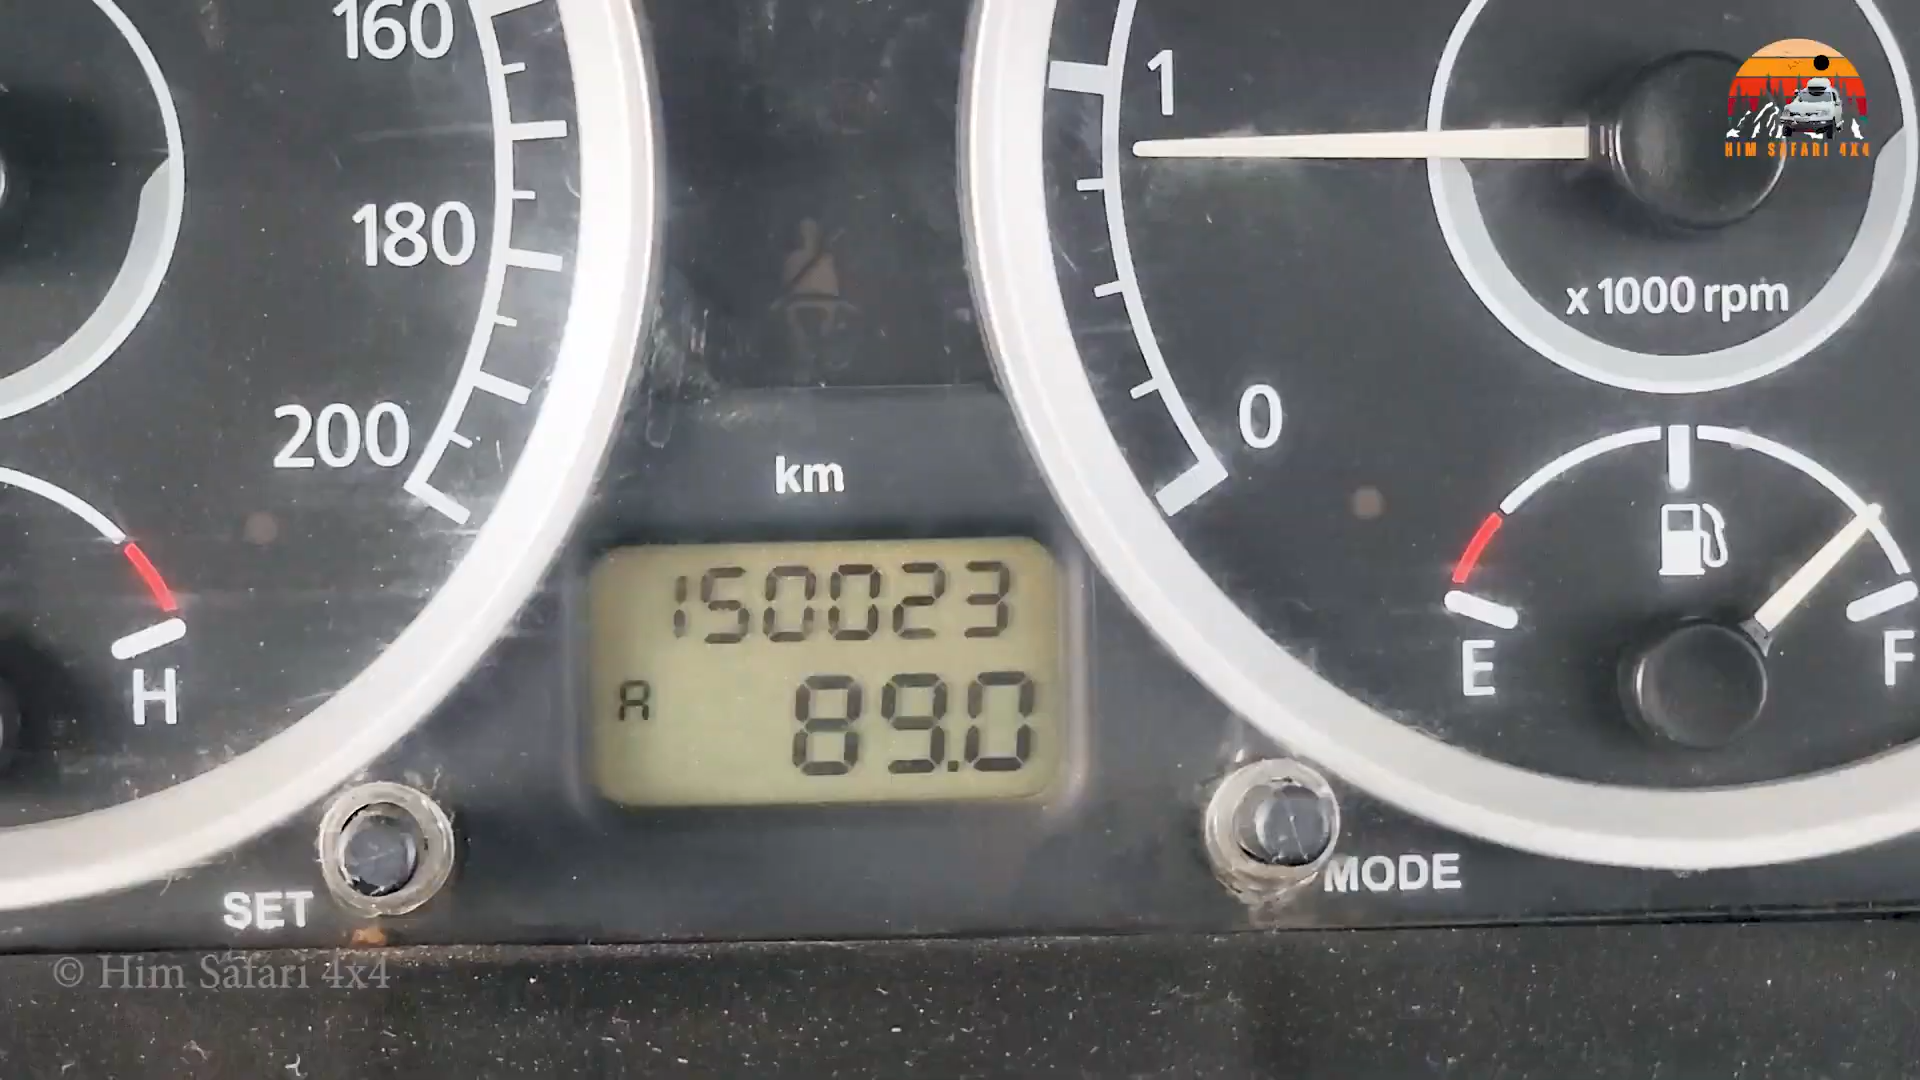 160
180
200
H
km
150023
A 89.0
SET
1
0
x 1000 rpm
E
F
MODE
HIM SAFARI 4X4
© Him Safari 4x4